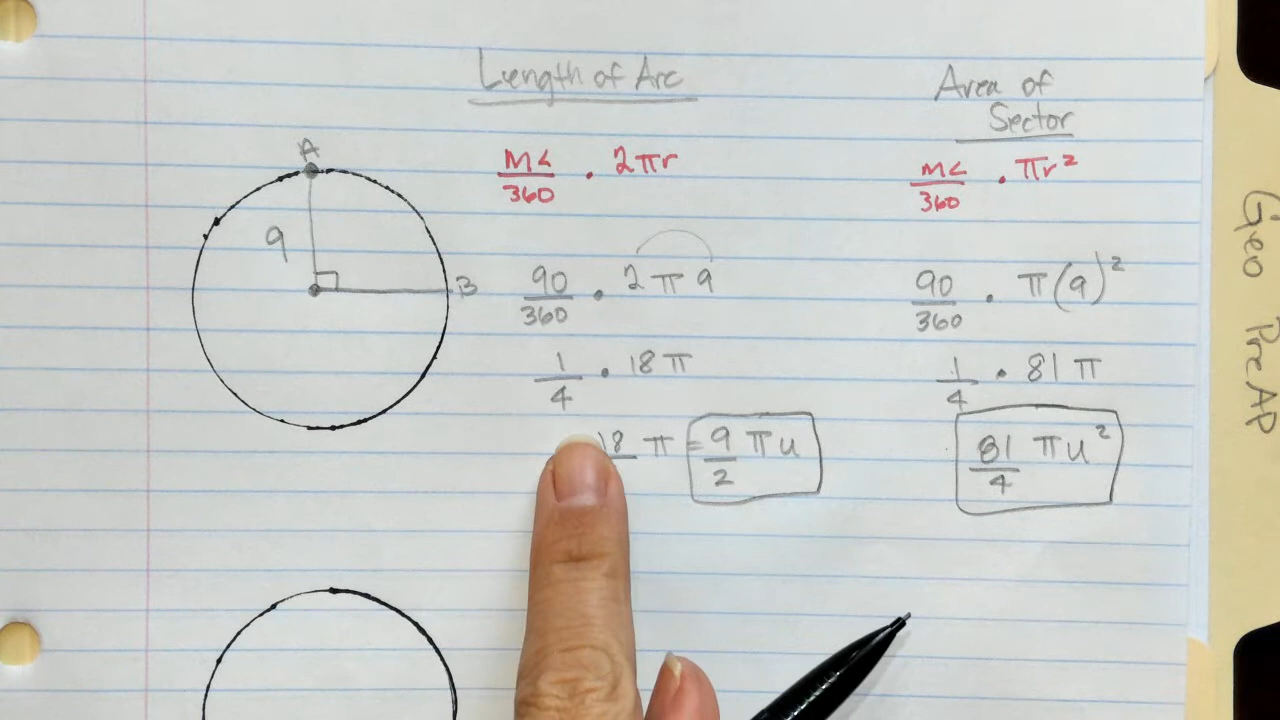 Length of Arc
m</360 · 2πr
90/360 · 2π9
1/4 · 18π
18 π = 9/2 πu
Area of
Sector
m</360 · πr²
90/360 · π(9)²
1/4 · 81π
81/4 πu²
A
9
B
Geo PreAP